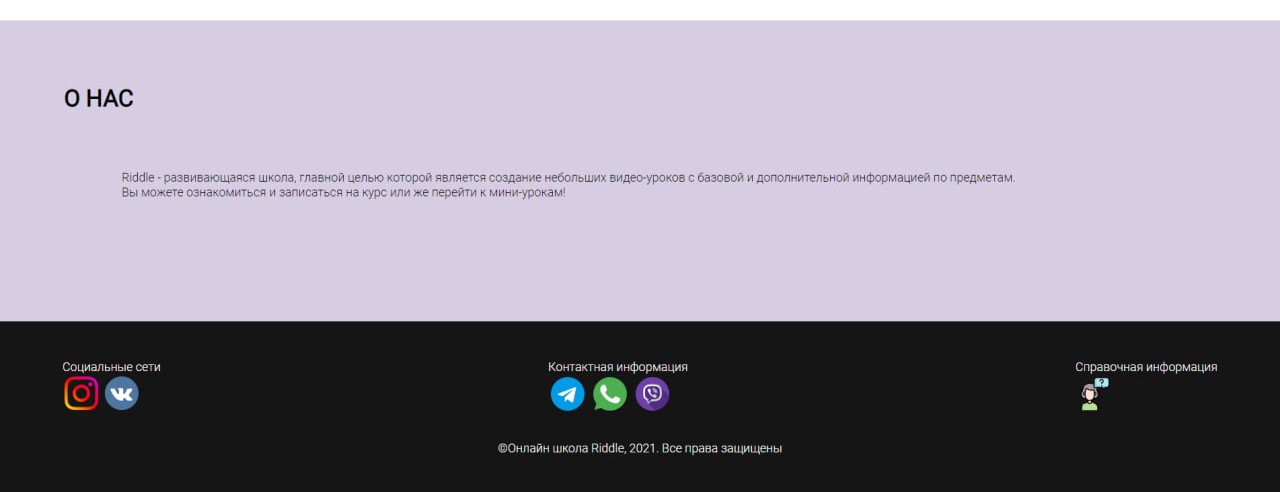 О НАС
Riddle - развивающаяся школа, главной целью которой является создание небольших видео-уроков с базовой и дополнительной информацией по предметам.
Вы можете ознакомиться и записаться на курс или же перейти к мини-урокам!
Социальные сети
Контактная информация
Справочная информация
©Онлайн школа Riddle, 2021. Все права защищены